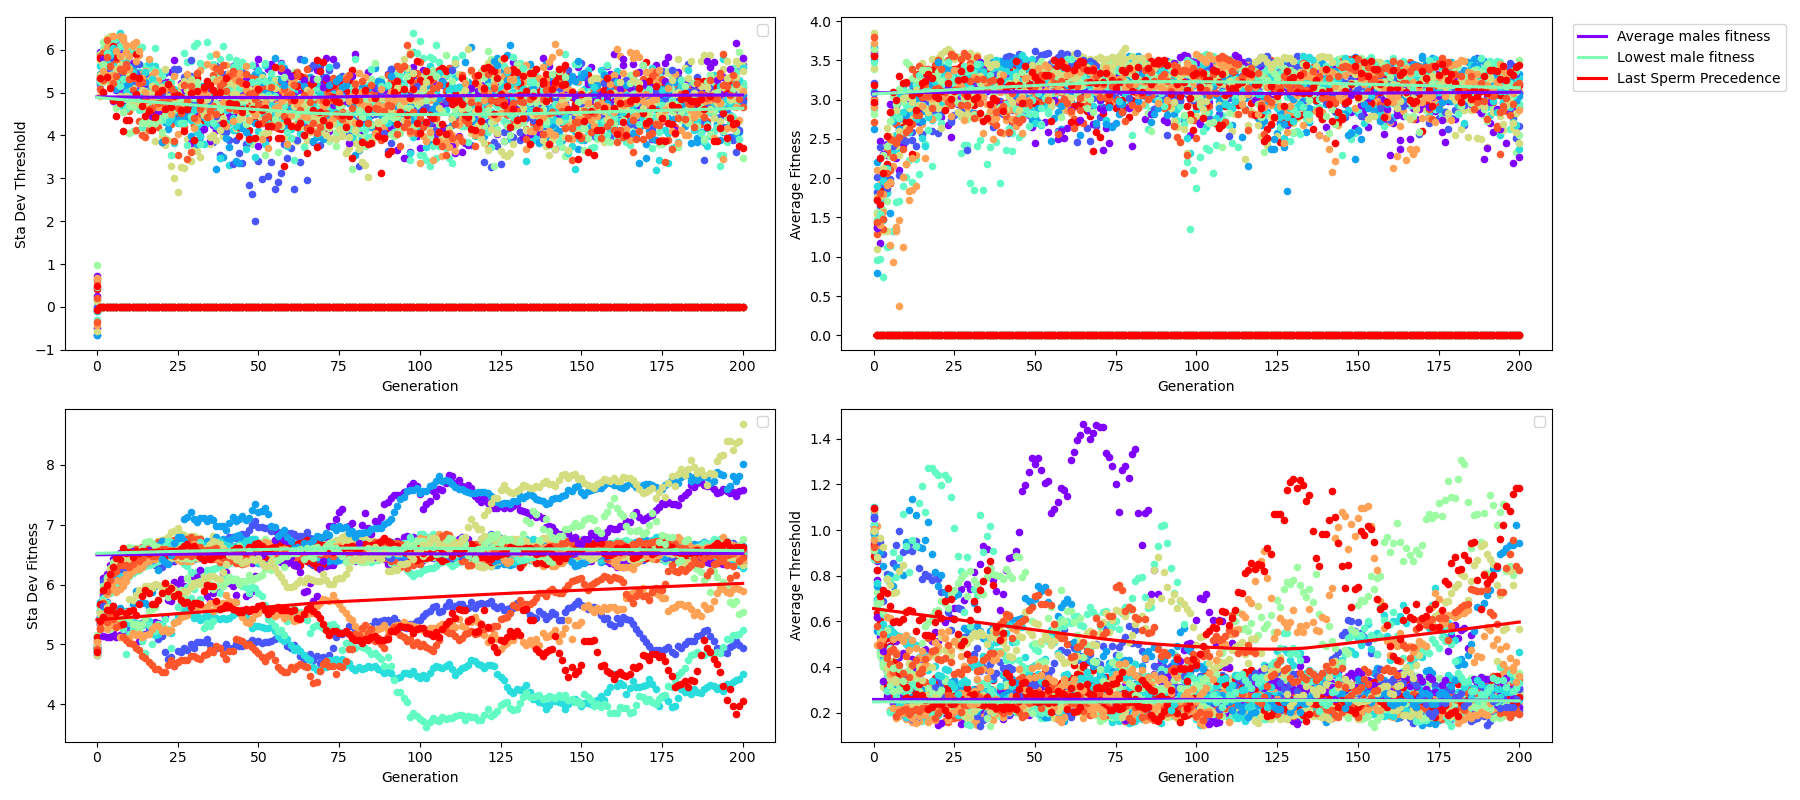 6
5
4
3
2
1
0
−1
Sta Dev Threshold
0 25 50 75 100 125 150 175 200
Generation
4.0
3.5
3.0
2.5
2.0
1.5
1.0
0.5
0.0
Average Fitness
0 25 50 75 100 125 150 175 200
Generation
Average males fitness
Lowest male fitness
Last Sperm Precedence
8
7
6
5
4
Sta Dev Fitness
0 25 50 75 100 125 150 175 200
Generation
1.4
1.2
1.0
0.8
0.6
0.4
0.2
Average Threshold
0 25 50 75 100 125 150 175 200
Generation